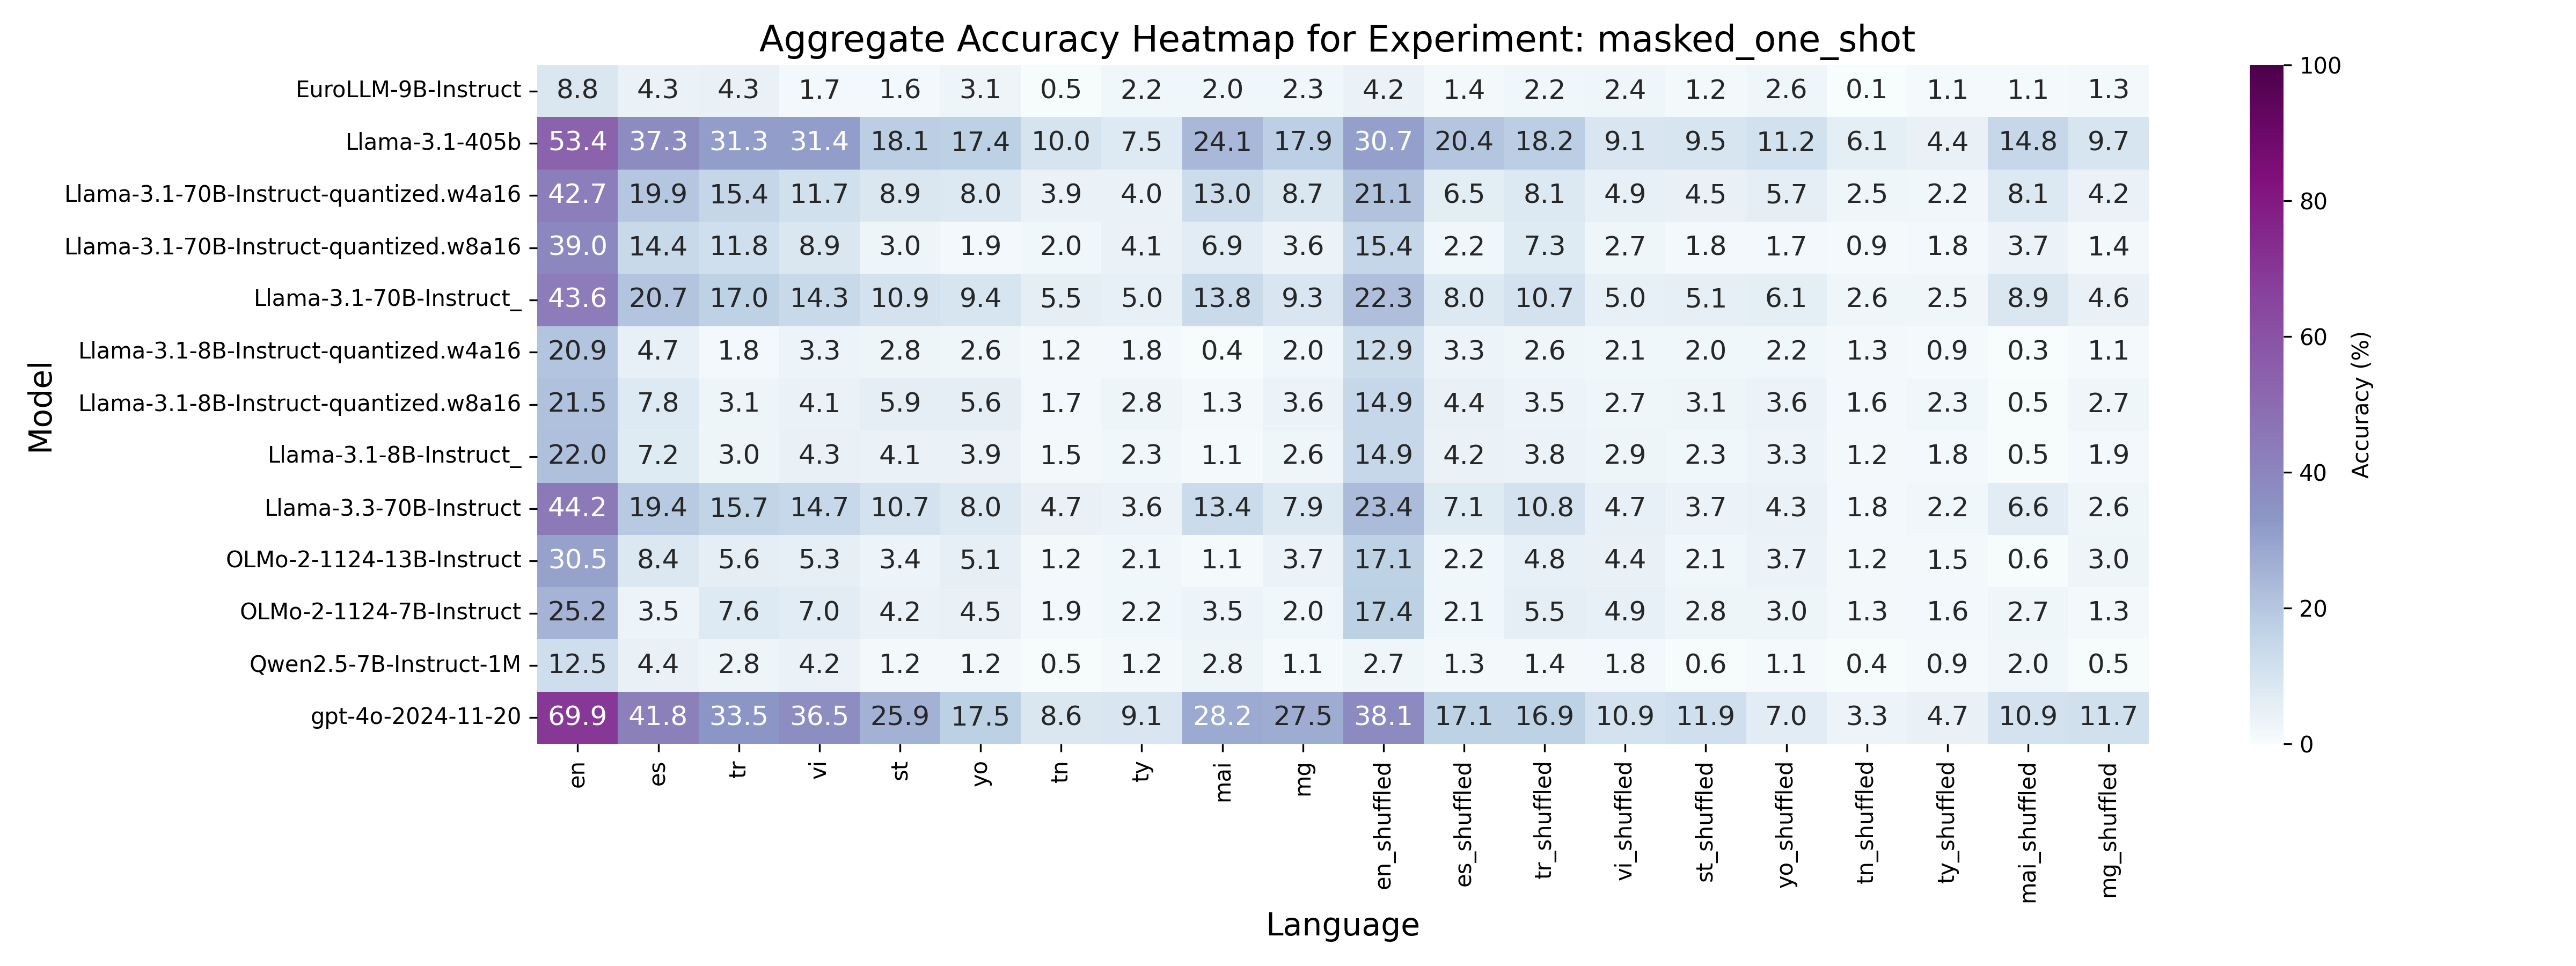 Aggregate Accuracy Heatmap for Experiment: masked_one_shot
Model
EuroLLM-9B-Instruct 8.8 4.3 4.3 1.7 1.6 3.1 0.5 2.2 2.0 2.3 4.2 1.4 2.2 2.4 1.2 2.6 0.1 1.1 1.1 1.3
Llama-3.1-405b 53.4 37.3 31.3 31.4 18.1 17.4 10.0 7.5 24.1 17.9 30.7 20.4 18.2 9.1 9.5 11.2 6.1 4.4 14.8 9.7
Llama-3.1-70B-Instruct-quantized.w4a16 42.7 19.9 15.4 11.7 8.9 8.0 3.9 4.0 13.0 8.7 21.1 6.5 8.1 4.9 4.5 5.7 2.5 2.2 8.1 4.2
Llama-3.1-70B-Instruct-quantized.w8a16 39.0 14.4 11.8 8.9 3.0 1.9 2.0 4.1 6.9 3.6 15.4 2.2 7.3 2.7 1.8 1.7 0.9 1.8 3.7 1.4
Llama-3.1-70B-Instruct_ 43.6 20.7 17.0 14.3 10.9 9.4 5.5 5.0 13.8 9.3 22.3 8.0 10.7 5.0 5.1 6.1 2.6 2.5 8.9 4.6
Llama-3.1-8B-Instruct-quantized.w4a16 20.9 4.7 1.8 3.3 2.8 2.6 1.2 1.8 0.4 2.0 12.9 3.3 2.6 2.1 2.0 2.2 1.3 0.9 0.3 1.1
Llama-3.1-8B-Instruct-quantized.w8a16 21.5 7.8 3.1 4.1 5.9 5.6 1.7 2.8 1.3 3.6 14.9 4.4 3.5 2.7 3.1 3.6 1.6 2.3 0.5 2.7
Llama-3.1-8B-Instruct_ 22.0 7.2 3.0 4.3 4.1 3.9 1.5 2.3 1.1 2.6 14.9 4.2 3.8 2.9 2.3 3.3 1.2 1.8 0.5 1.9
Llama-3.3-70B-Instruct 44.2 19.4 15.7 14.7 10.7 8.0 4.7 3.6 13.4 7.9 23.4 7.1 10.8 4.7 3.7 4.3 1.8 2.2 6.6 2.6
OLMo-2-1124-13B-Instruct 30.5 8.4 5.6 5.3 3.4 5.1 1.2 2.1 1.1 3.7 17.1 2.2 4.8 4.4 2.1 3.7 1.2 1.5 0.6 3.0
OLMo-2-1124-7B-Instruct 25.2 3.5 7.6 7.0 4.2 4.5 1.9 2.2 3.5 2.0 17.4 2.1 5.5 4.9 2.8 3.0 1.3 1.6 2.7 1.3
Qwen2.5-7B-Instruct-1M 12.5 4.4 2.8 4.2 1.2 1.2 0.5 1.2 2.8 1.1 2.7 1.3 1.4 1.8 0.6 1.1 0.4 0.9 2.0 0.5
gpt-4o-2024-11-20 69.9 41.8 33.5 36.5 25.9 17.5 8.6 9.1 28.2 27.5 38.1 17.1 16.9 10.9 11.9 7.0 3.3 4.7 10.9 11.7
en es tr vi st yo tn ty mai mg en_shuffled es_shuffled tr_shuffled vi_shuffled st_shuffled yo_shuffled tn_shuffled ty_shuffled mai_shuffled mg_shuffled
Language
100
80
60
40
20
0
Accuracy (%)